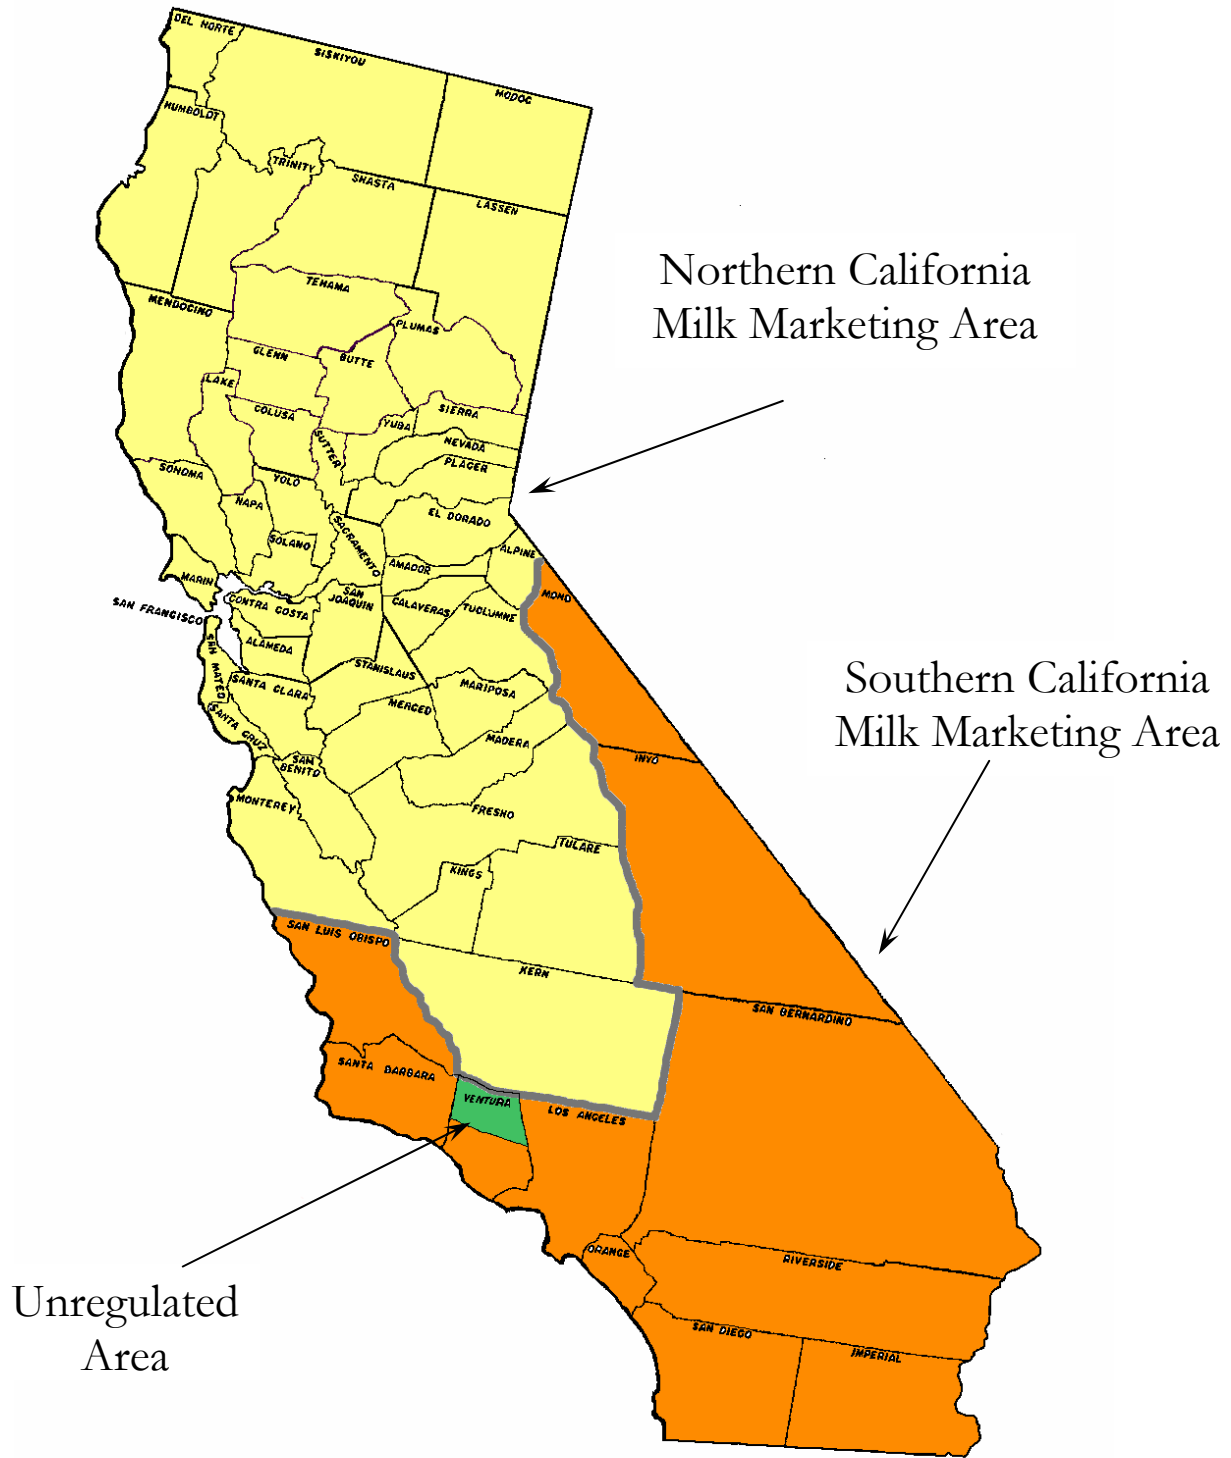 DEL NORTE
SISKIYOU
MODOC
HUMBOLDT
TRINITY
SHASTA
LASSEN
Northern California
Milk Marketing Area
TEHAMA
MENDOCINO
PLUMAS
GLENN
BUTTE
LAKE
COLUSA
SIERRA
YUBA
SUTTER
NEVADA
PLACER
SONOMA
YOLO
NAPA
EL DORADO
SACRAMENTO
SOLANO
ALPINE
AMADOR
MARIN
MONO
SAN FRANCISCO
CONTRA COSTA
SAN
JOAQUIN
CALAVERAS
TUOLUMNE
ALAMEDA
SAN MATEO
STANISLAUS
SANTA CLARA
MARIPOSA
MERCED
SANTA CRUZ
MADERA
Southern California
Milk Marketing Area
SAN
BENITO
INYO
MONTEREY
FRESNO
TULARE
KINGS
SAN LUIS OBISPO
KERN
SAN BERNARDINO
SANTA BARBARA
VENTURA
LOS ANGELES
ORANGE
RIVERSIDE
Unregulated
Area
SAN DIEGO
IMPERIAL